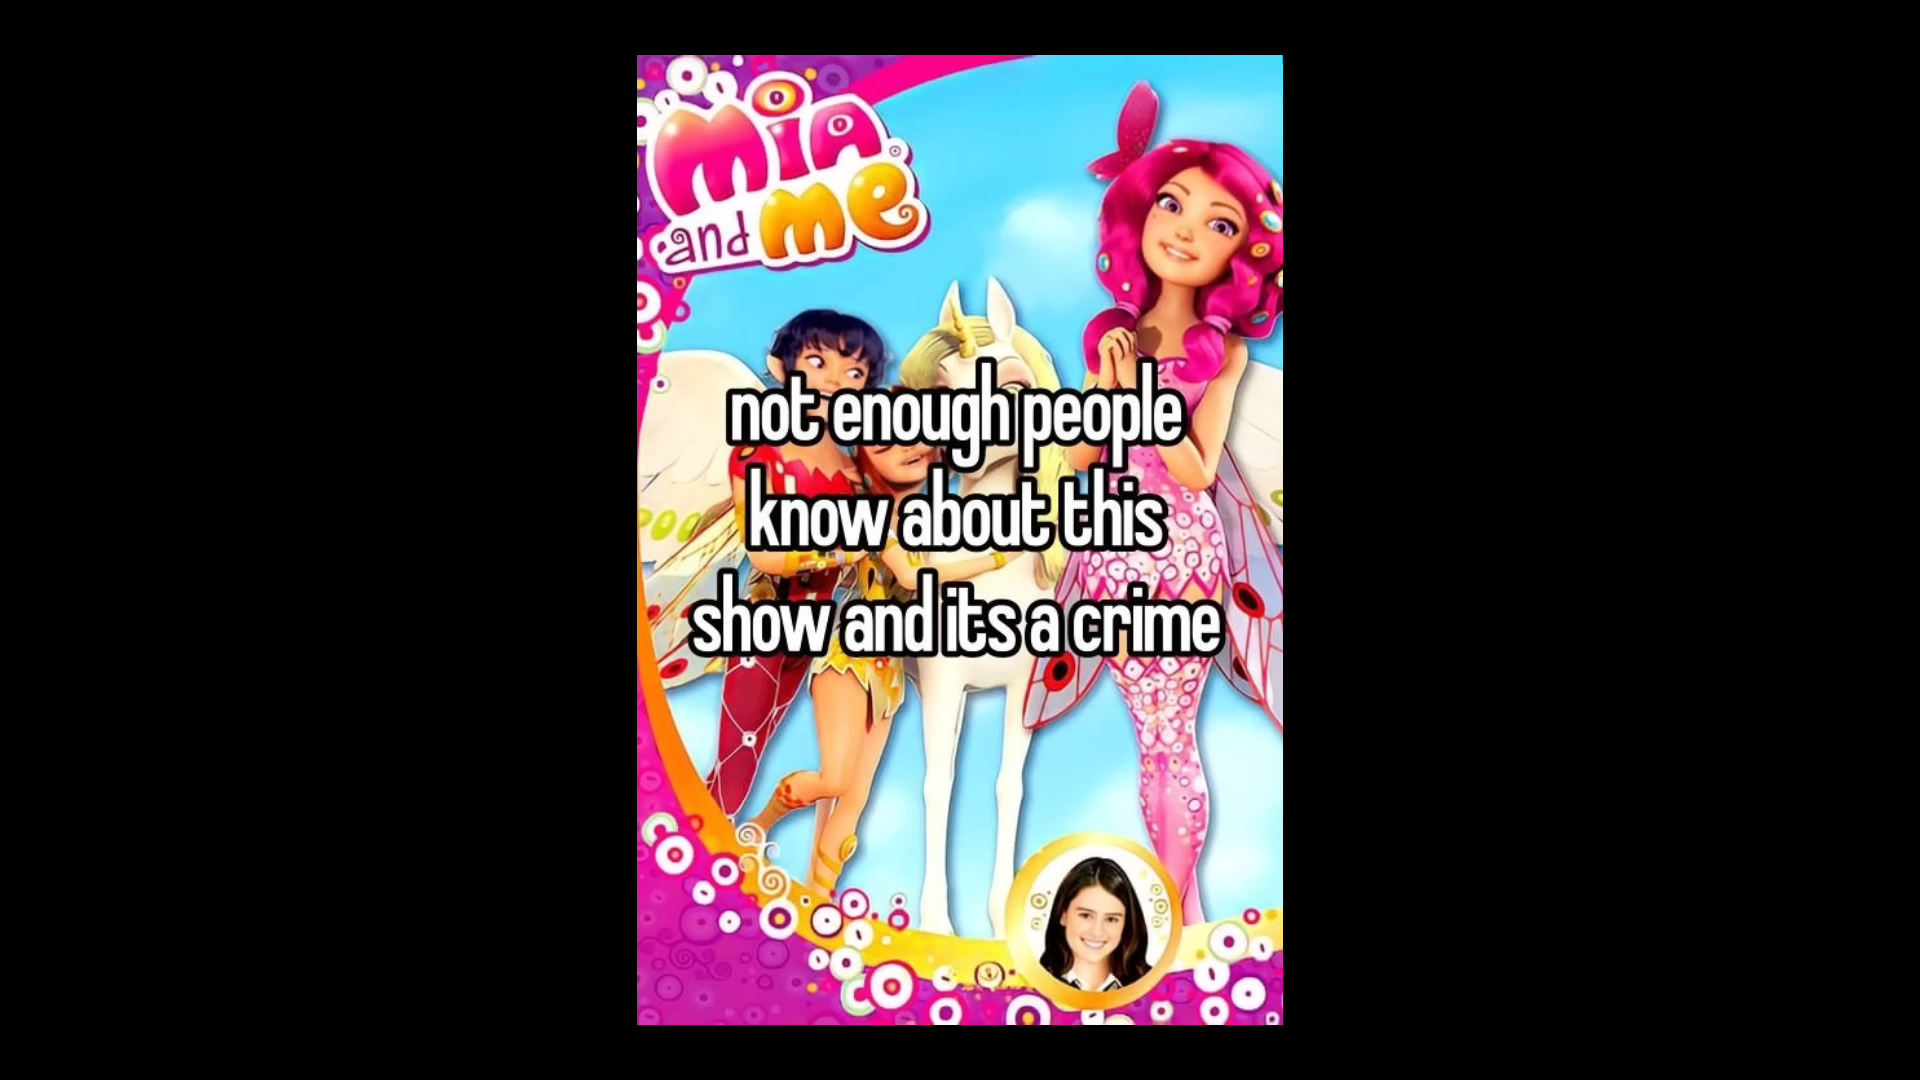 mia
and me
not enough people
know about this
show and its a crime